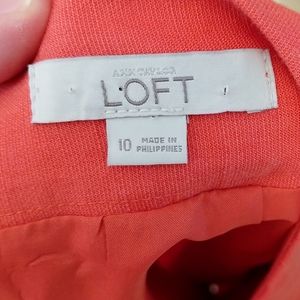 ANN TAYLOR
LOFT
10
MADE IN
PHILIPPINES